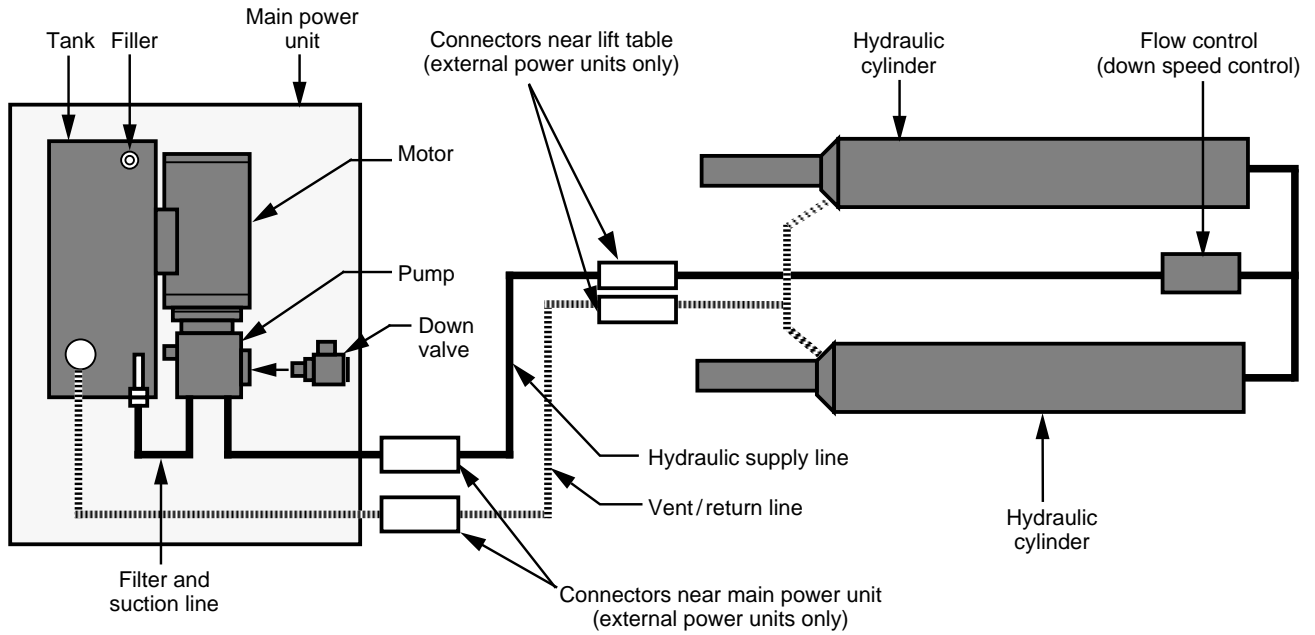 Tank
Filler
Main power
unit
Connectors near lift table
(external power units only)
Hydraulic
cylinder
Flow control
(down speed control)
Motor
Pump
Down
valve
Hydraulic supply line
Vent/return line
Hydraulic
cylinder
Filter and
suction line
Connectors near main power unit
(external power units only)